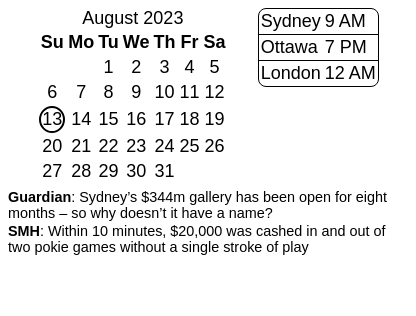 August 2023
Su Mo Tu We Th Fr Sa
1 2 3 4 5
6 7 8 9 10 11 12
13 14 15 16 17 18 19
20 21 22 23 24 25 26
27 28 29 30 31
Sydney 9 AM
Ottawa 7 PM
London 12 AM
Guardian: Sydney’s $344m gallery has been open for eight
months – so why doesn’t it have a name?
SMH: Within 10 minutes, $20,000 was cashed in and out of
two pokie games without a single stroke of play